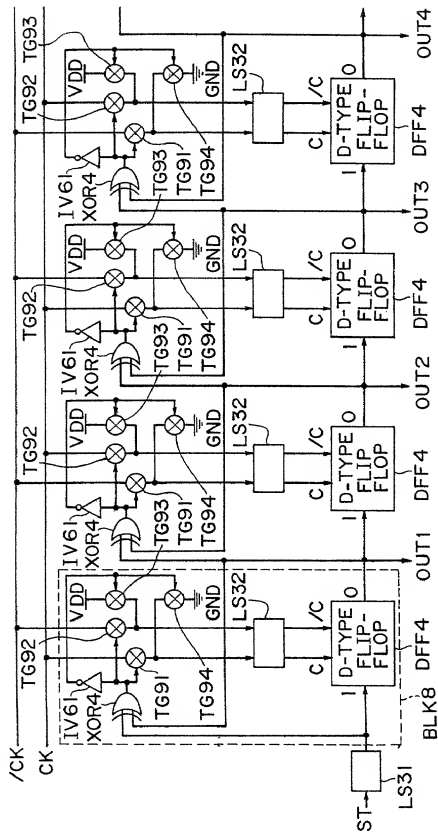 /CK
CK
TG92
VDD
IV61
XOR4
TG93
TG91
TG94
GND
LS32
C
/C
I
D-TYPE
FLIP-
FLOP
O
DFF4
BLK8
ST
LS31
OUT1
TG92
VDD
IV61
XOR4
TG93
TG91
TG94
GND
LS32
C
/C
I
D-TYPE
FLIP
FLOP
O
DFF4
OUT2
TG92
VDD
IV61
XOR4
TG93
TG91
TG94
GND
LS32
C
/C
I
D-TYPE
FLIP-
FLOP
O
DFF4
OUT3
TG93
TG92
VDD
IV61
XOR4
TG91
TG94
GND
LS32
C
/C
I
D-TYPE
FLIP-
FLOP
O
DFF4
OUT4